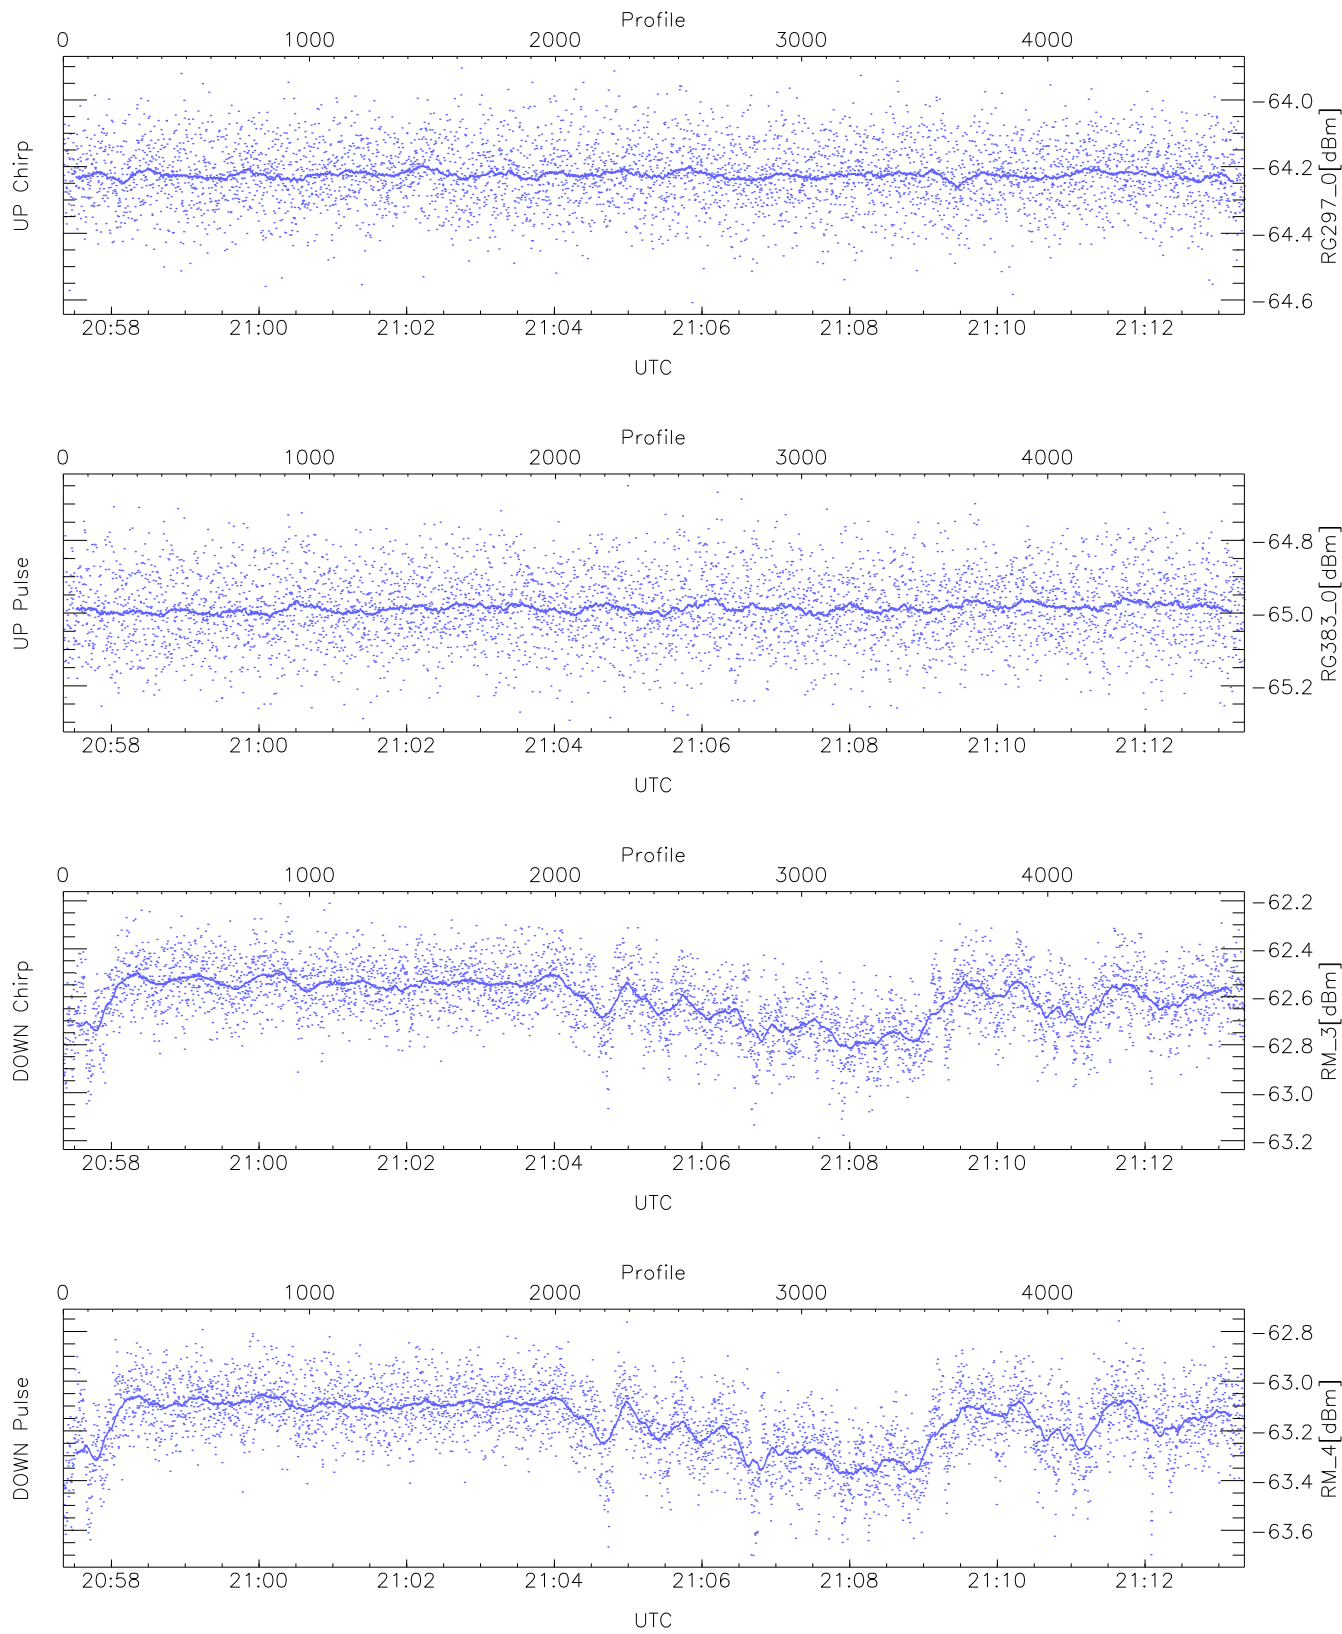 Profile
0 1000 2000 3000 4000
UP Chirp
−64.0
−64.2
−64.4
−64.6
RG297_0[dBm]
20:58 21:00 21:02 21:04 21:06 21:08 21:10 21:12
UTC
Profile
0 1000 2000 3000 4000
UP Pulse
−64.8
−65.0
−65.2
RG383_0[dBm]
20:58 21:00 21:02 21:04 21:06 21:08 21:10 21:12
UTC
Profile
0 1000 2000 3000 4000
DOWN Chirp
−62.2
−62.4
−62.6
−62.8
−63.0
−63.2
RM_3[dBm]
20:58 21:00 21:02 21:04 21:06 21:08 21:10 21:12
UTC
Profile
0 1000 2000 3000 4000
DOWN Pulse
−62.8
−63.0
−63.2
−63.4
−63.6
RM_4[dBm]
20:58 21:00 21:02 21:04 21:06 21:08 21:10 21:12
UTC